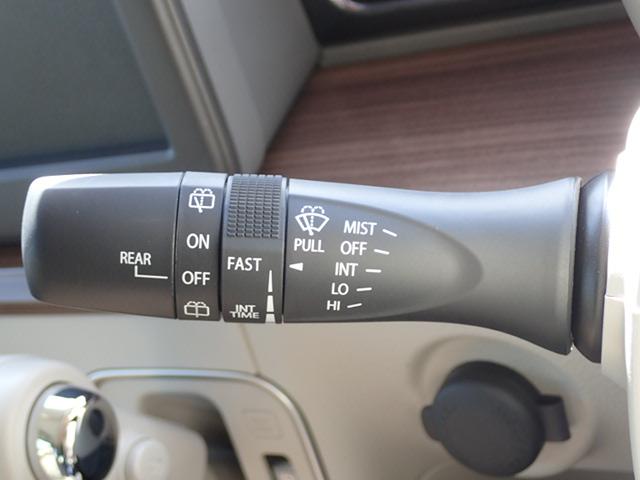 REAR
ON
OFF
FAST
INT
TIME
PULL
MIST
OFF
INT
LO
HI